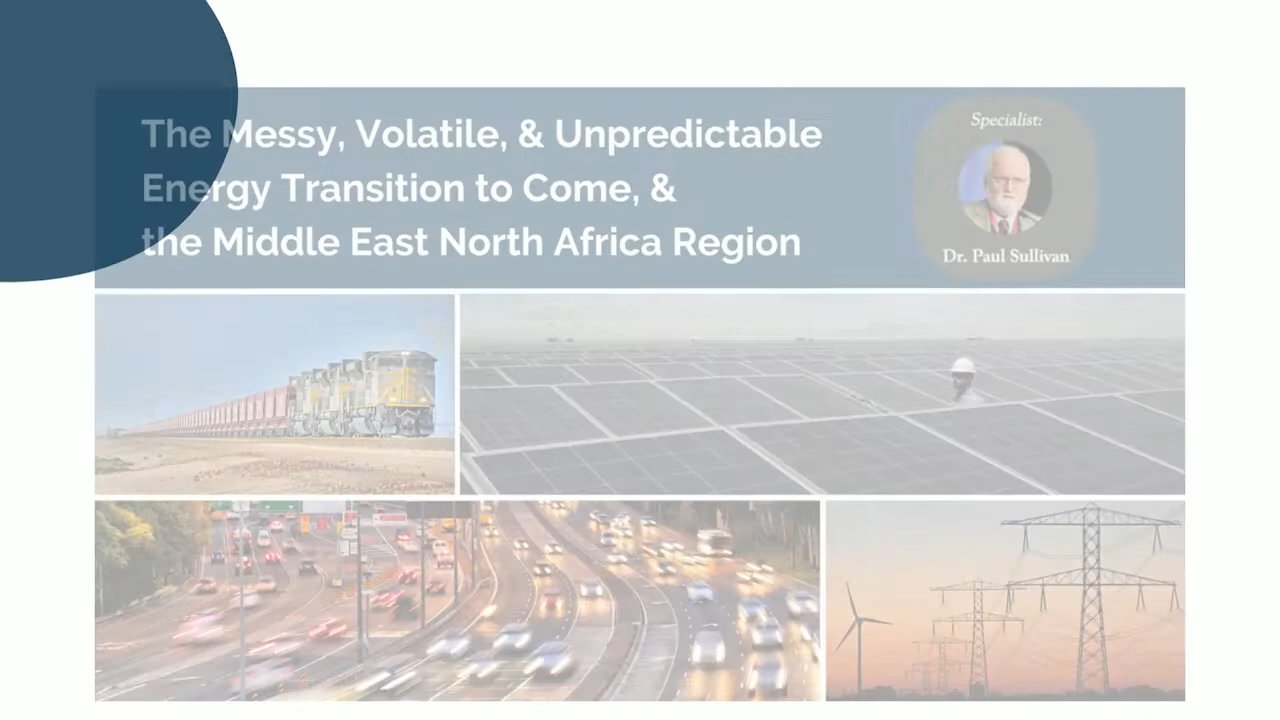 The Messy, Volatile, & Unpredictable
Energy Transition to Come, &
the Middle East North Africa Region
Specialist:
Dr. Paul Sullivan